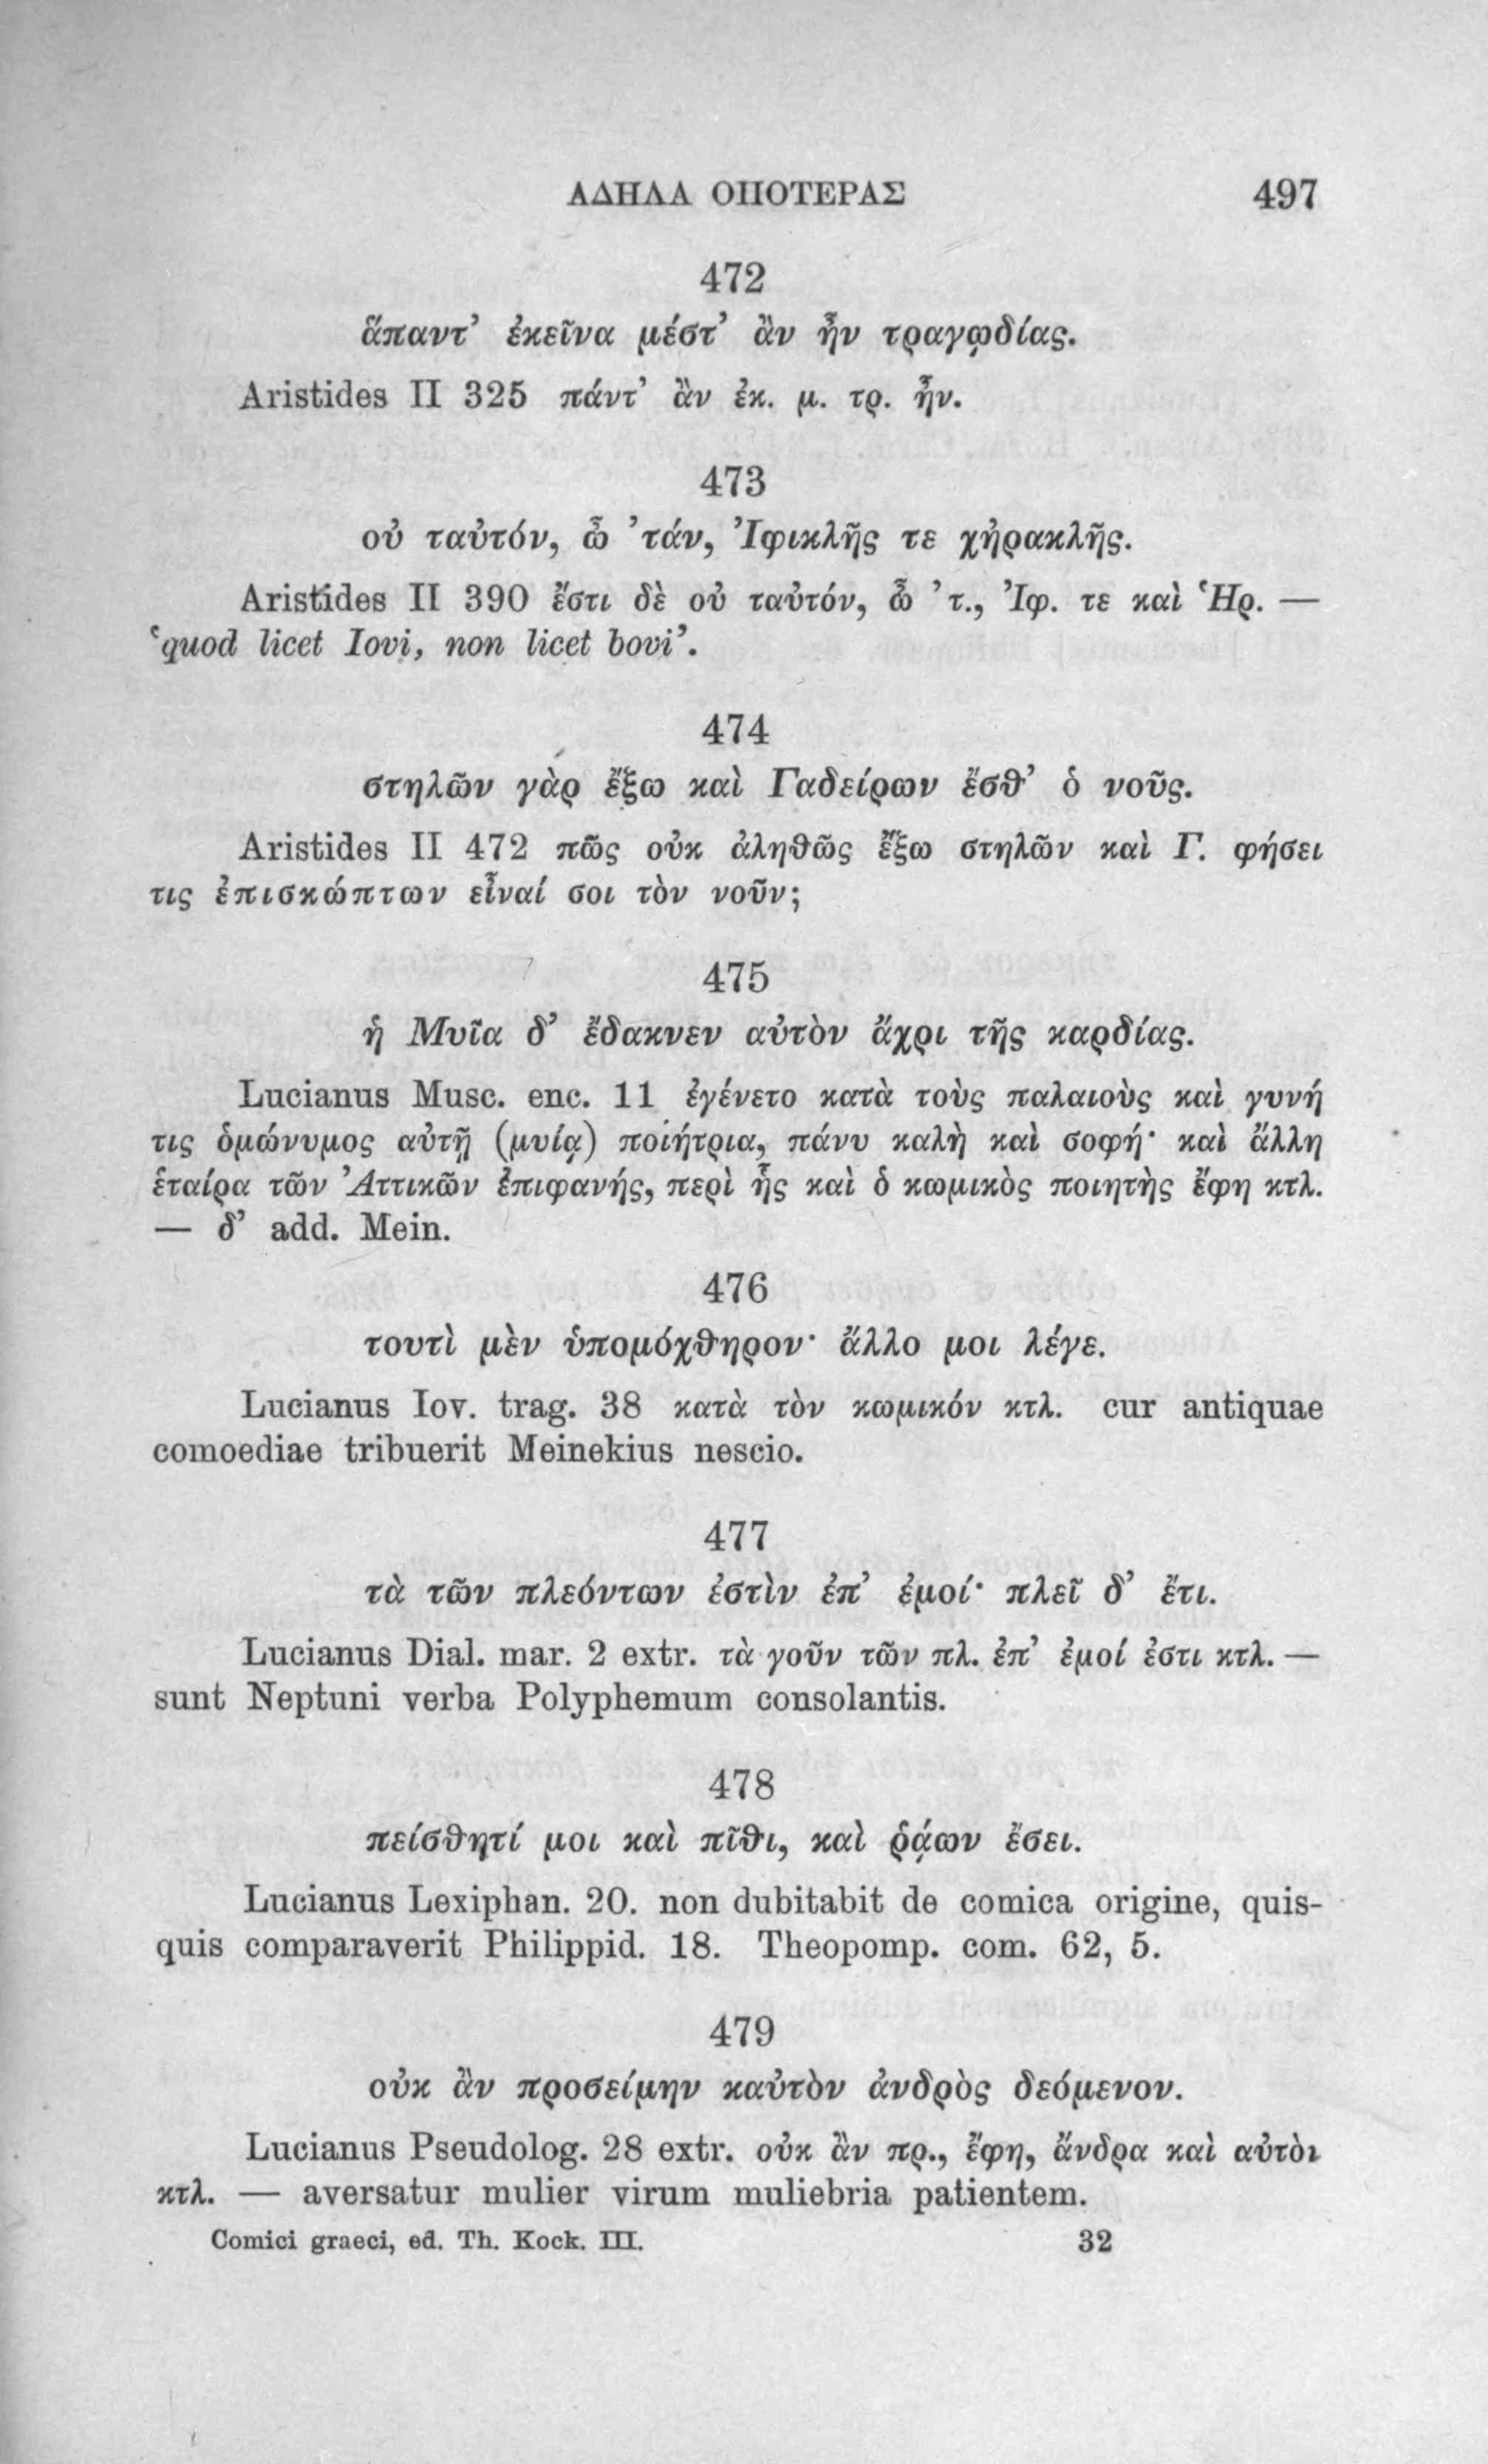 ΑΔΗΛΑ ΟΠΟΤΕΡΑΣ 497
472
ἅπαντ’ ἐκεῖνα μέστ’ ἂν ἦν τραγῳδίας.
Aristides II 325 πάντ’ ἂν ἐκ. μ. τρ. ἦν.
473
οὐ ταὐτόν, ὦ ’τάν, Ἰφικλῆς τε χἠρακλῆς.
Aristides II 390 ἔστι δὲ οὐ ταὐτόν, ὦ ’τ., Ἰφ. τε καὶ Ἡρ. —
‘quod licet Iovi, non licet bovi’.
474
στηλῶν γὰρ ἔξω καὶ Γαδείρων ἔσθ’ ὁ νοῦς.
Aristides II 472 πῶς οὐκ ἀληθῶς ἔξω στηλῶν καὶ Γ. φήσει
τις ἐπισκώπτων εἶναί σοι τὸν νοῦν;
475
ἡ Μυῖα δ’ ἔδακνεν αὐτὸν ἄχρι τῆς καρδίας.
Lucianus Musc. enc. 11 ἐγένετο κατὰ τοὺς παλαιοὺς καὶ γυνή
τις ὁμώνυμος αὐτῇ (μυίᾳ) ποιήτρια, πάνυ καλὴ καὶ σοφή· καὶ ἄλλη
ἑταίρα τῶν Ἀττικῶν ἐπιφανής, περὶ ἧς καὶ ὁ κωμικὸς ποιητὴς ἔφη κτλ.
— δ’ add. Mein.
476
τουτὶ μὲν ὑπομόχθηρον· ἄλλο μοι λέγε.
Lucianus Iov. trag. 38 κατὰ τὸν κωμικόν κτλ. cur antiquae
comoediae tribuerit Meinekius nescio.
477
τὰ τῶν πλεόντων ἐστὶν ἐπ’ ἐμοί· πλεῖ δ’ ἔτι.
Lucianus Dial. mar. 2 extr. τὰ γοῦν τῶν πλ. ἐπ’ ἐμοί ἐστι κτλ. —
sunt Neptuni verba Polyphemum consolantis.
478
πείσθητί μοι καὶ πῖθι, καὶ ῥᾴων ἔσει.
Lucianus Lexiphan. 20. non dubitabit de comica origine, quis-
quis comparaverit Philippid. 18. Theopomp. com. 62, 5.
479
οὐκ ἂν προσείμην καὐτὸν ἀνδρὸς δεόμενον.
Lucianus Pseudolog. 28 extr. οὐκ ἂν πρ., ἔφη, ἄνδρα καὶ αὐτὸν
κτλ. — aversatur mulier virum muliebria patientem.
Comici graeci, ed. Th. Kock. III. 32